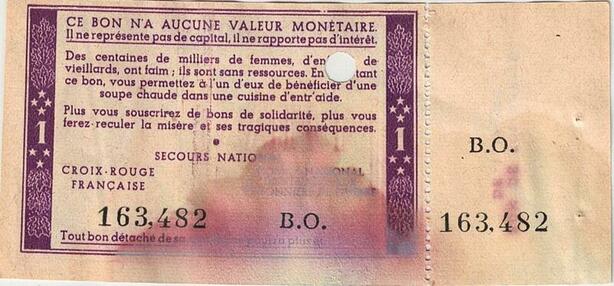 CE BON N'A AUCUNE VALEUR MONÉTAIRE.
Il ne représente pas de capital, il ne rapporte pas d'intérêt.
Des centaines de milliers de femmes, d'en de
vieillards, ont faim ; ils sont sans ressources. En tant
ce bon, vous permettez à l'un d'eux de bénéficier d'une
soupe chaude dans une cuisine d'entr'aide.
Plus vous souscrirez de bons de solidarité, plus vous
ferez reculer la misère et ses tragiques conséquences.
1
1
SECOURS NATIO
CROIX-ROUGE
FRANÇAISE
163,482
B.O.
Tout bon détaché de sa
B.O.
163,482